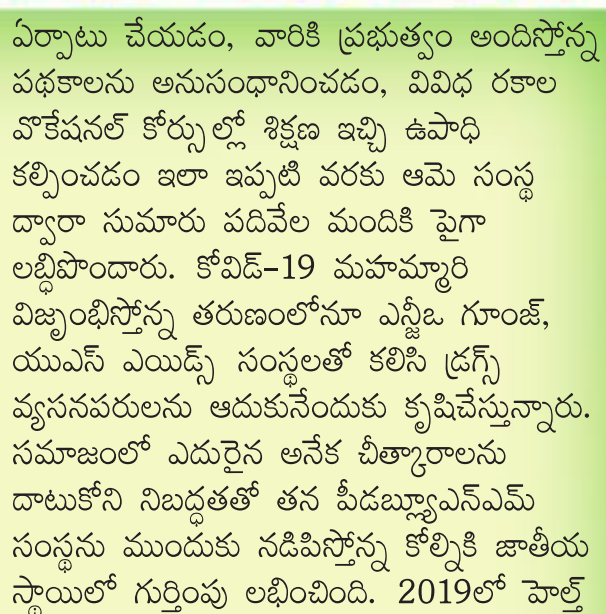 ఏర్పాటు చేయడం, వారికి ప్రభుత్వం అందిస్తోన్న
పథకాలను అనుసంధానించడం, వివిధ రకాల
వొకేషనల్ కోర్సుల్లో శిక్షణ ఇచ్చి ఉపాధి
కల్పించడం ఇలా ఇప్పటి వరకు ఆమె సంస్థ
ద్వారా సుమారు పదివేల మందికి పైగా
లబ్ధిపొందారు. కోవిడ్-19 మహమ్మారి
విజృంభిస్తోన్న తరుణంలోనూ ఎన్జీఒ గూంజ్,
యుఎస్ ఎయిడ్స్ సంస్థలతో కలిసి డ్రగ్స్
వ్యసనపరులను ఆదుకునేందుకు కృషిచేస్తున్నారు.
సమాజంలో ఎదురైన అనేక చీత్కారాలను
దాటుకోని నిబద్ధతతో తన పీడబ్ల్యూఎన్ఎమ్
సంస్థను ముందుకు నడిపిస్తోన్న కోల్నికి జాతీయ
స్థాయిలో గుర్తింపు లభించింది. 2019లో హెల్త్